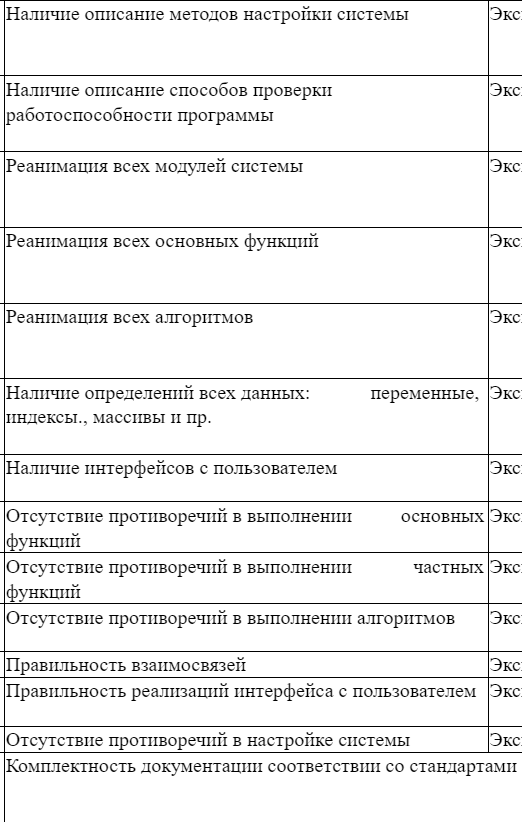 Наличие описание методов настройки системы Экс
Наличие описание способов проверки Экс
работоспособности программы
Реанимация всех модулей системы Экс
Реанимация всех основных функций Экс
Реанимация всех алгоритмов Экс
Наличие определений всех данных: переменные, Экс
индексы., массивы и пр.
Наличие интерфейсов с пользователем Экс
Отсутствие противоречий в выполнении основных Экс
функций
Отсутствие противоречий в выполнении частных Экс
функций
Отсутствие противоречий в выполнении алгоритмов Экс
Правильность взаимосвязей Экс
Правильность реализаций интерфейса с пользователем Экс
Отсутствие противоречий в настройке системы Экс
Комплектность документации соответствии со стандартами